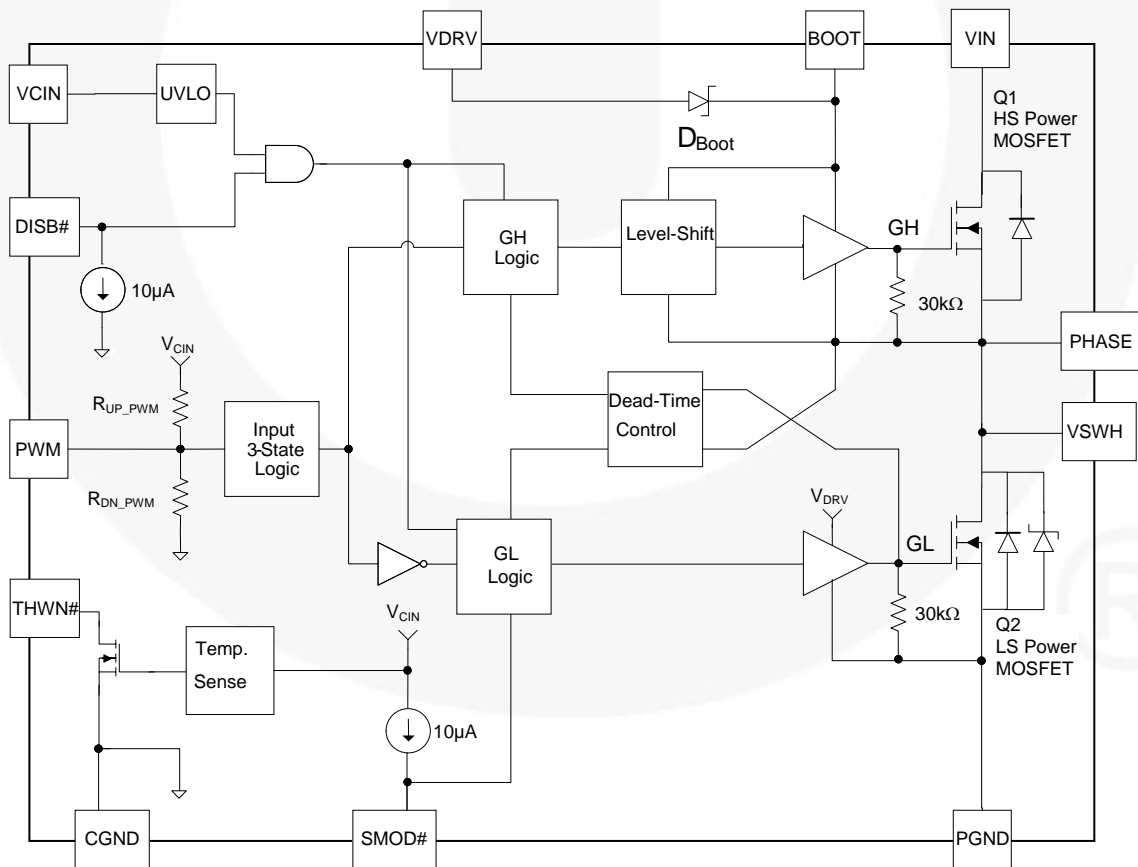 VDRV
BOOT
VIN
VCIN
UVLO
Q1
HS Power
MOSFET
DBoot
DISB#
GH
Logic
Level-Shift
GH
10µA
30kΩ
PHASE
VCIN
RUP_PWM
Dead-Time
Control
PWM
Input
3-State
Logic
VSWH
RDN_PWM
VDRV
GL
Logic
GL
THWN#
VCIN
30kΩ
Temp.
Sense
Q2
LS Power
MOSFET
10µA
CGND
SMOD#
PGND
®